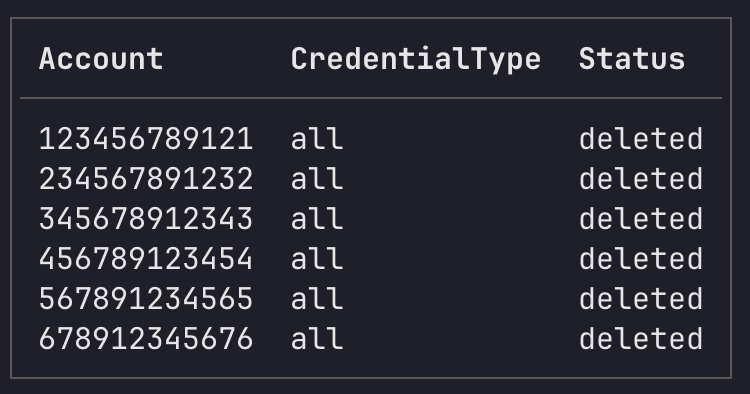 Account CredentialType Status
123456789121 all deleted
234567891232 all deleted
345678912343 all deleted
456789123454 all deleted
567891234565 all deleted
678912345676 all deleted